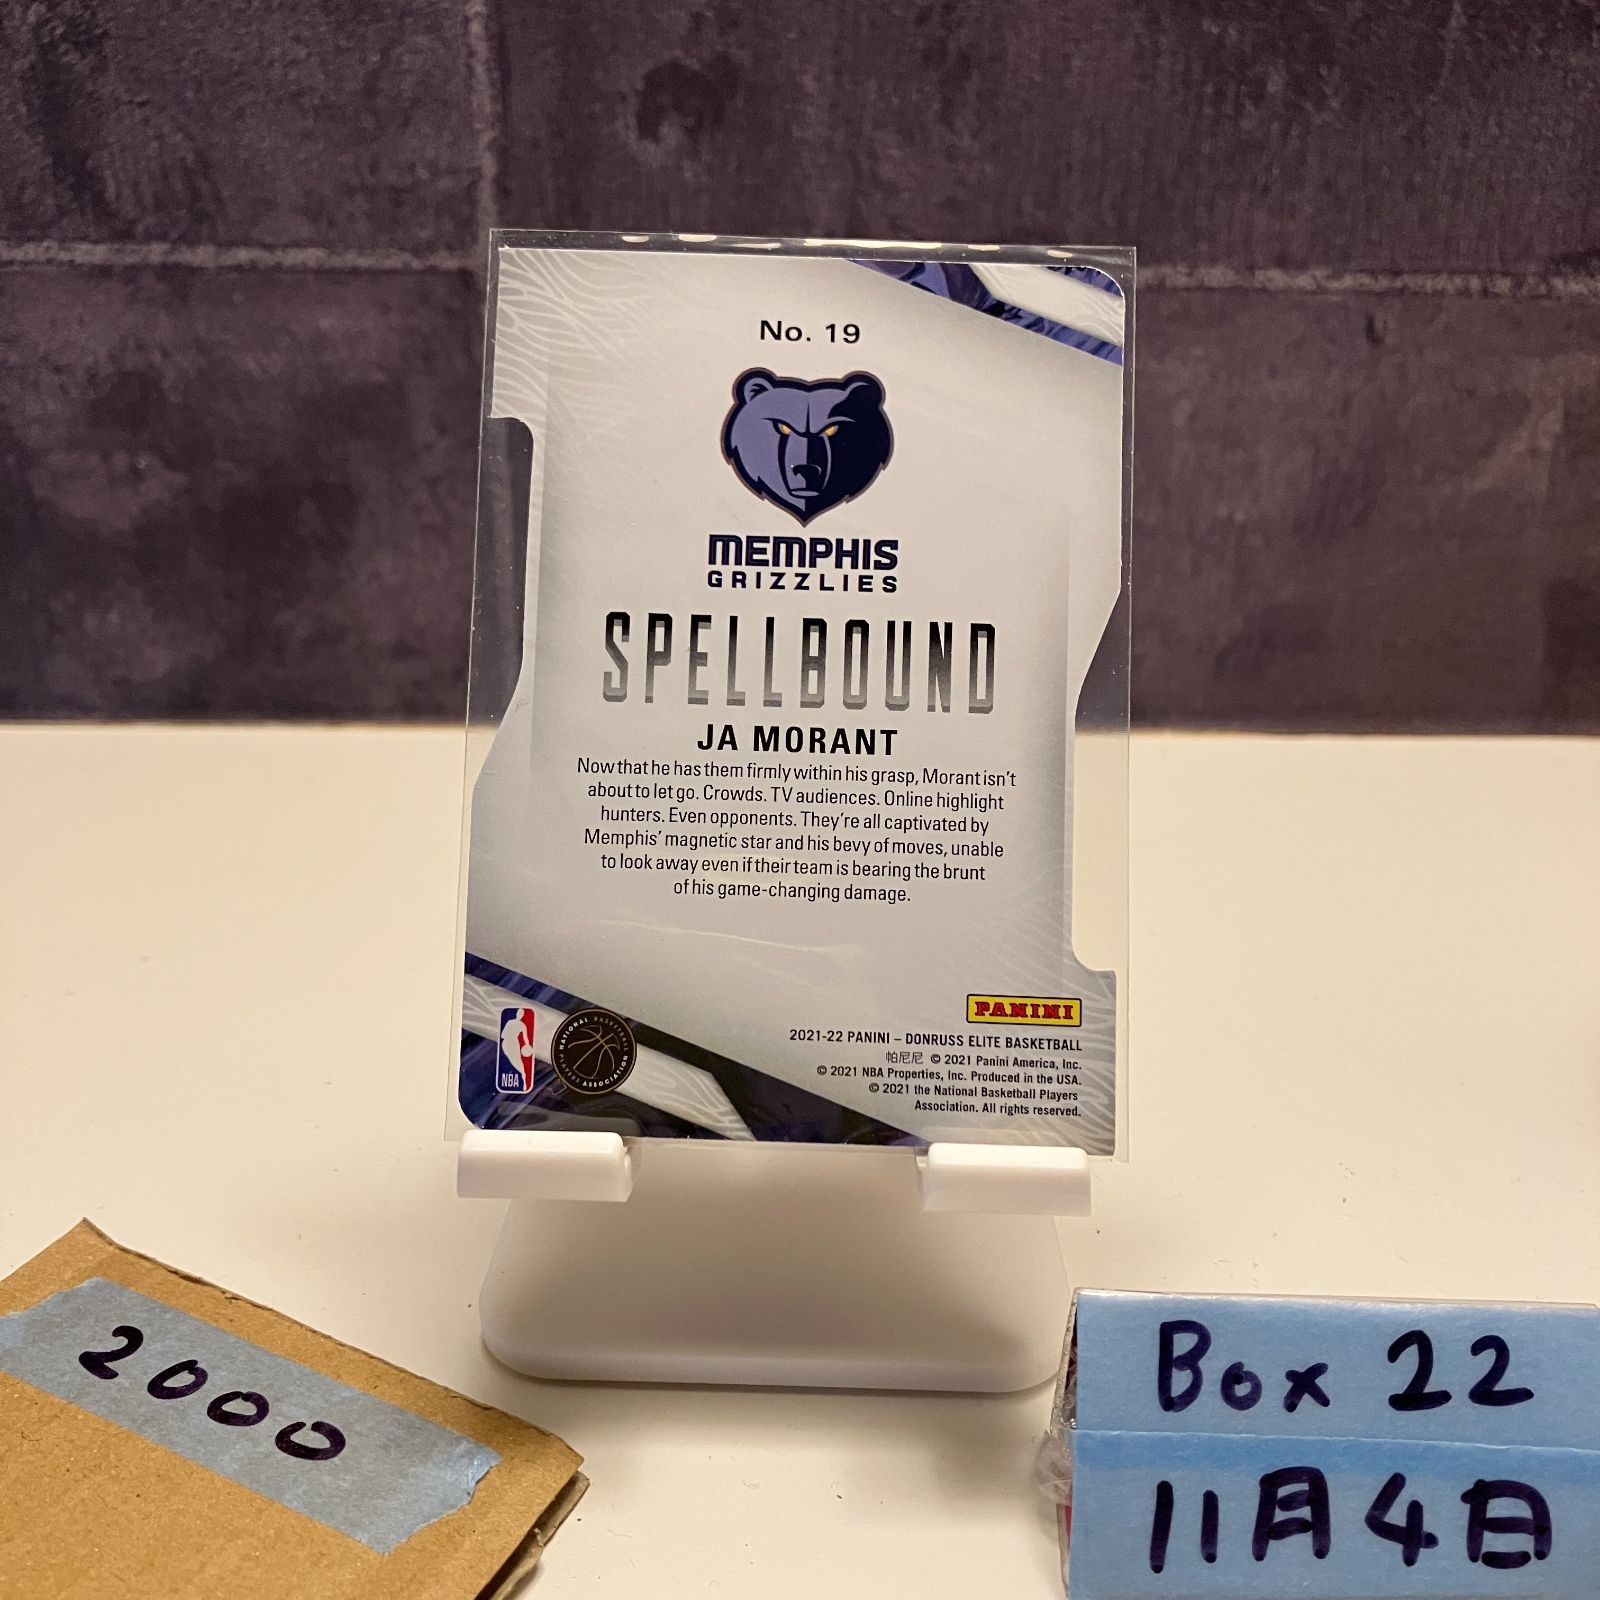 No. 19
MEMPHIS
GRIZZLIES
SPELLBOUND
JA MORANT
Now that he has them firmly within his grasp, Morant isn't
about to let go. Crowds. TV audiences. Online highlight
hunters. Even opponents. They're all captivated by
Memphis' magnetic star and his bevy of moves, unable
to look away even if their team is bearing the brunt
of his game-changing damage.
PANINI
2021-22 PANINI – DONRUSS ELITE BASKETBALL
帕尼尼 © 2021 Panini America, Inc.
© 2021 NBA Properties, Inc. Produced in the USA.
© 2021 the National Basketball Players
Association. All rights reserved.
NBA
NATIONAL BASKETBALL
PLAYERS ASSOCIATION
2000
Box 22
11月4日